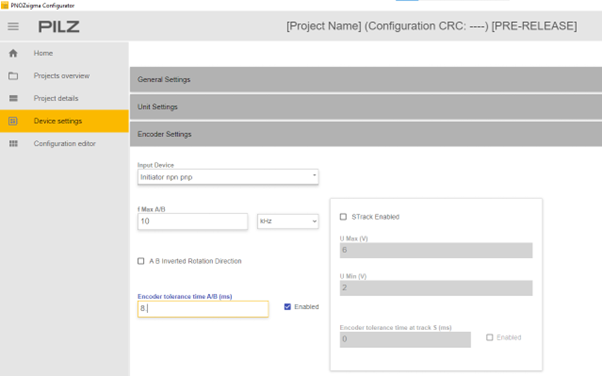 PNOZsigma Configurator
PILZ
[Project Name] (Configuration CRC: ----) [PRE-RELEASE]
Home
Projects overview
Project details
Device settings
Configuration editor
General Settings
Unit Settings
Encoder Settings
Input Device
Initiator npn pnp
f Max A/B
10
kHz
A B Inverted Rotation Direction
Encoder tolerance time A/B (ms)
8
Enabled
STrack Enabled
U Max (V)
6
U Min (V)
2
Encoder tolerance time at track S (ms)
0
Enabled